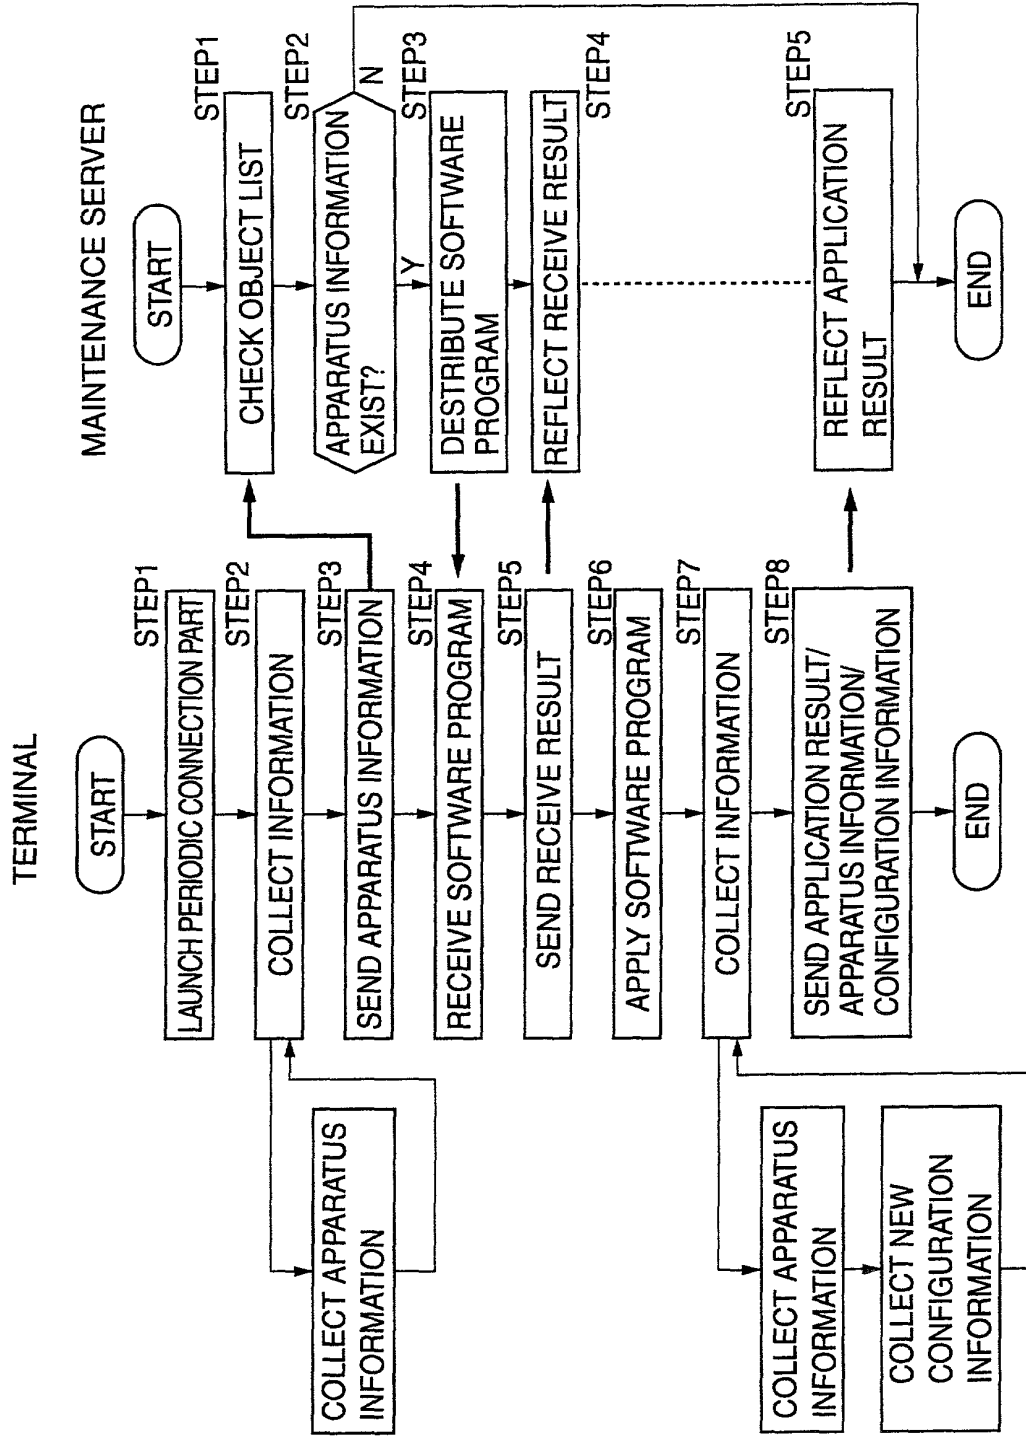 TERMINAL
START
STEP1
LAUNCH PERIODIC CONNECTION PART
STEP2
COLLECT INFORMATION
COLLECT APPARATUS
INFORMATION
STEP3
SEND APPARATUS INFORMATION
STEP4
RECEIVE SOFTWARE PROGRAM
STEP5
SEND RECEIVE RESULT
STEP6
APPLY SOFTWARE PROGRAM
STEP7
COLLECT INFORMATION
COLLECT APPARATUS
INFORMATION
COLLECT NEW
CONFIGURATION
INFORMATION
STEP8
SEND APPLICATION RESULT/
APPARATUS INFORMATION/
CONFIGURATION INFORMATION
END
MAINTENANCE SERVER
START
STEP1
CHECK OBJECT LIST
STEP2
APPARATUS INFORMATION
EXIST?
N
Y
STEP3
DESTRIBUTE SOFTWARE
PROGRAM
REFLECT RECEIVE RESULT
STEP4
STEP5
REFLECT APPLICATION
RESULT
END